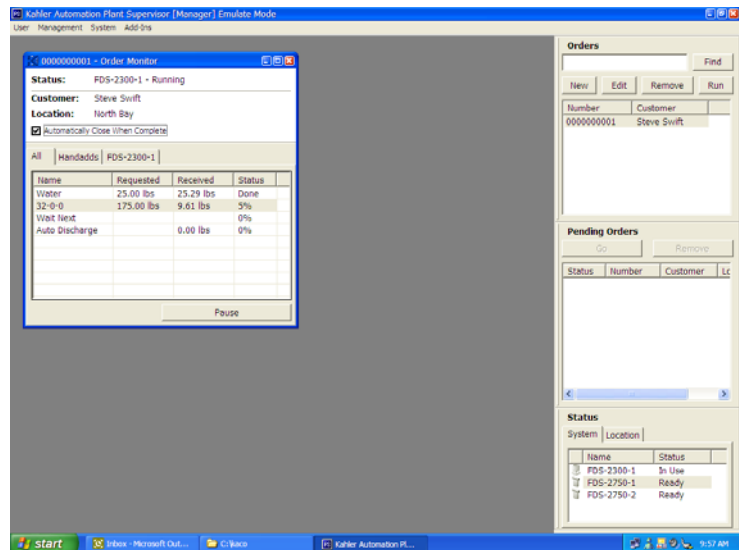 Kahler Automation Plant Supervisor [Manager] Emulate Mode
User Management System Add-Ins
0000000001 - Order Monitor
Status: FDS-2300-1 - Running
Customer: Steve Swift
Location: North Bay
Automatically Close When Complete
All Handadds FDS-2300-1
Name Requested Received Status
Water 25.00 lbs 25.29 lbs Done
32-0-0 175.00 lbs 9.61 lbs 5%
Wait Next 0%
Auto Discharge 0.00 lbs 0%
Pause
Orders
Find
New Edit Remove Run
Number Customer
0000000001 Steve Swift
Pending Orders
Go Remove
Status Number Customer Lc
Status
System Location
Name Status
FDS-2300-1 In Use
FDS-2750-1 Ready
FDS-2750-2 Ready
start Inbox - Microsoft Out... C:\kaco Kahler Automation Pl... 9:57 AM